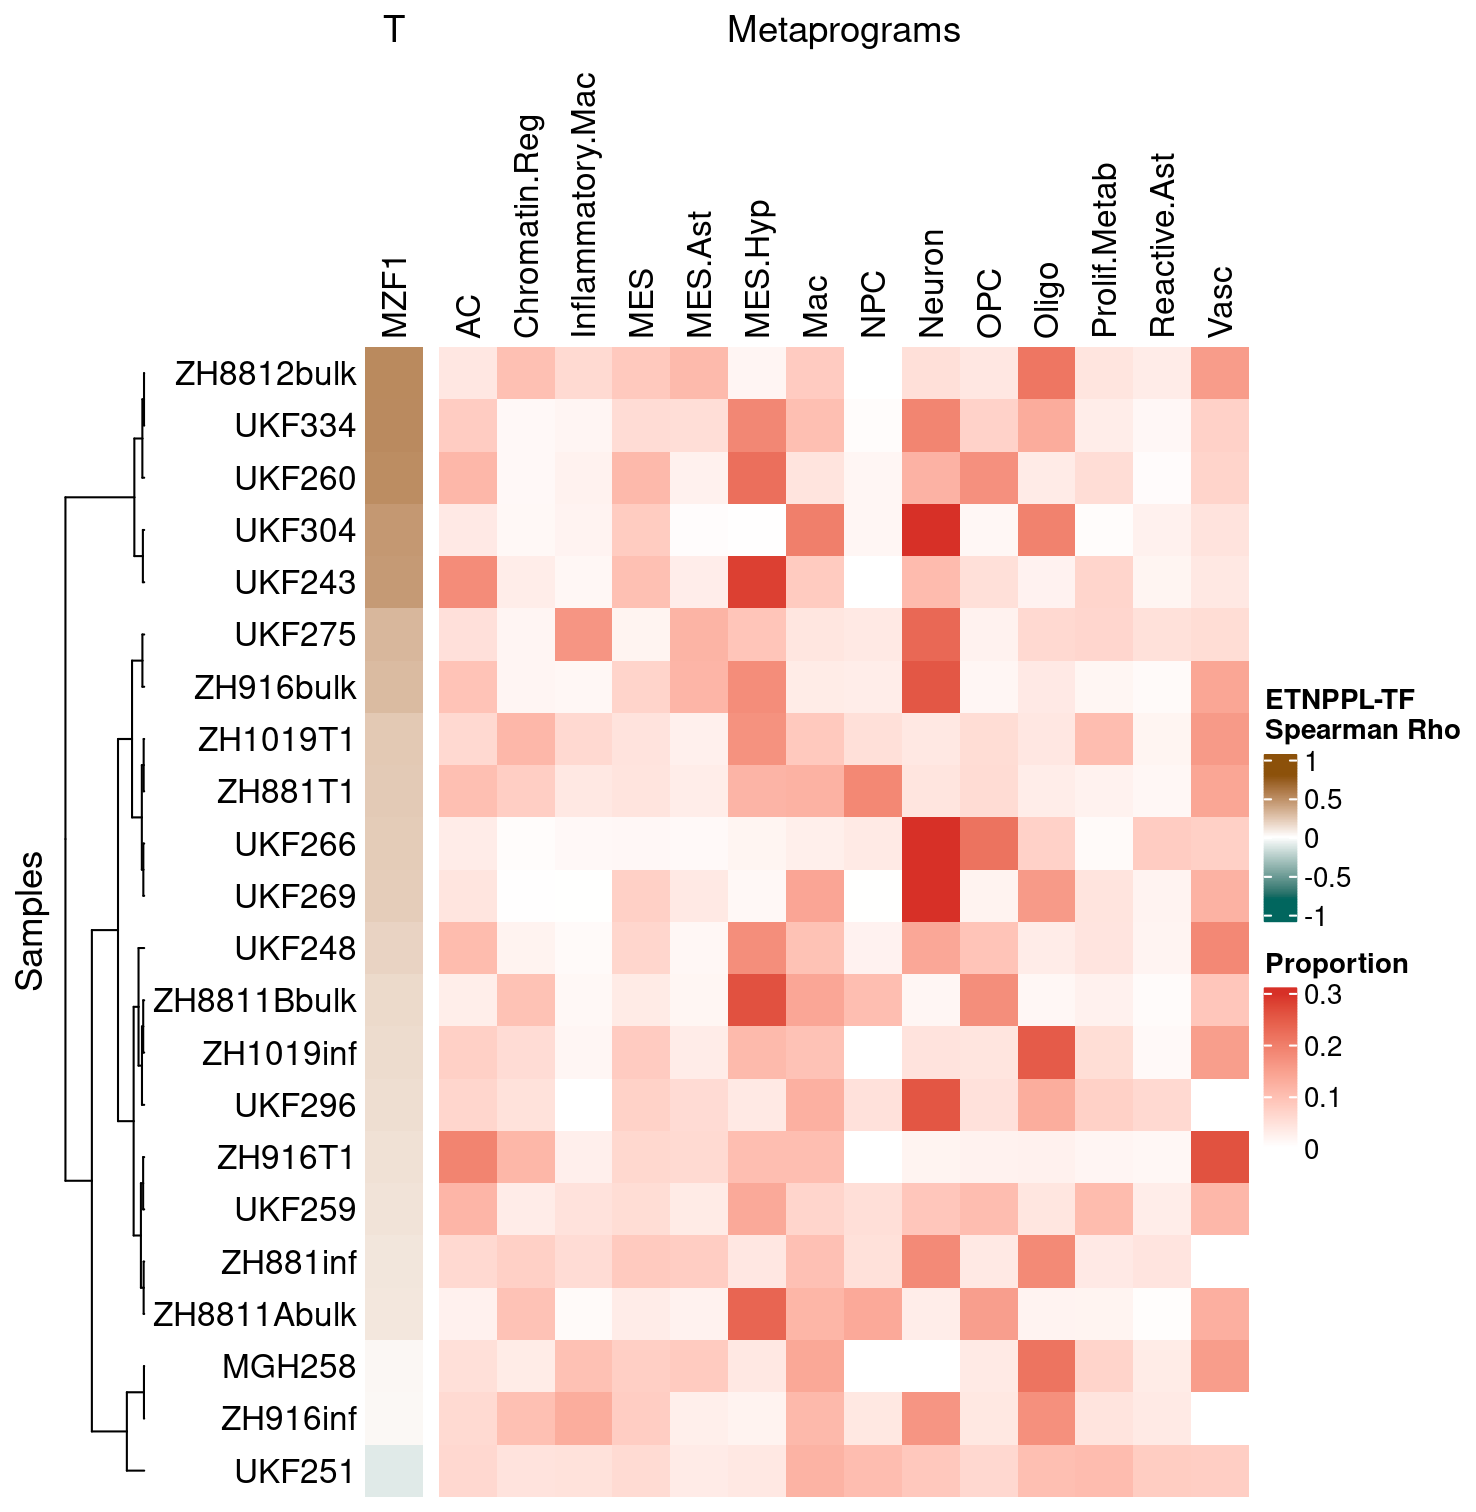 T
Metaprograms
MZF1
AC
Chromatin.Reg
Inflammatory.Mac
MES
MES.Ast
MES.Hyp
Mac
NPC
Neuron
OPC
Oligo
Prolif.Metab
Reactive.Ast
Vasc
Samples
ZH8812bulk
UKF334
UKF260
UKF304
UKF243
UKF275
ZH916bulk
ZH1019T1
ZH881T1
UKF266
UKF269
UKF248
ZH8811Bbulk
ZH1019inf
UKF296
ZH916T1
UKF259
ZH881inf
ZH8811Abulk
MGH258
ZH916inf
UKF251
ETNPPL-TF
Spearman Rho
1
0.5
0
-0.5
-1
Proportion
0.3
0.2
0.1
0